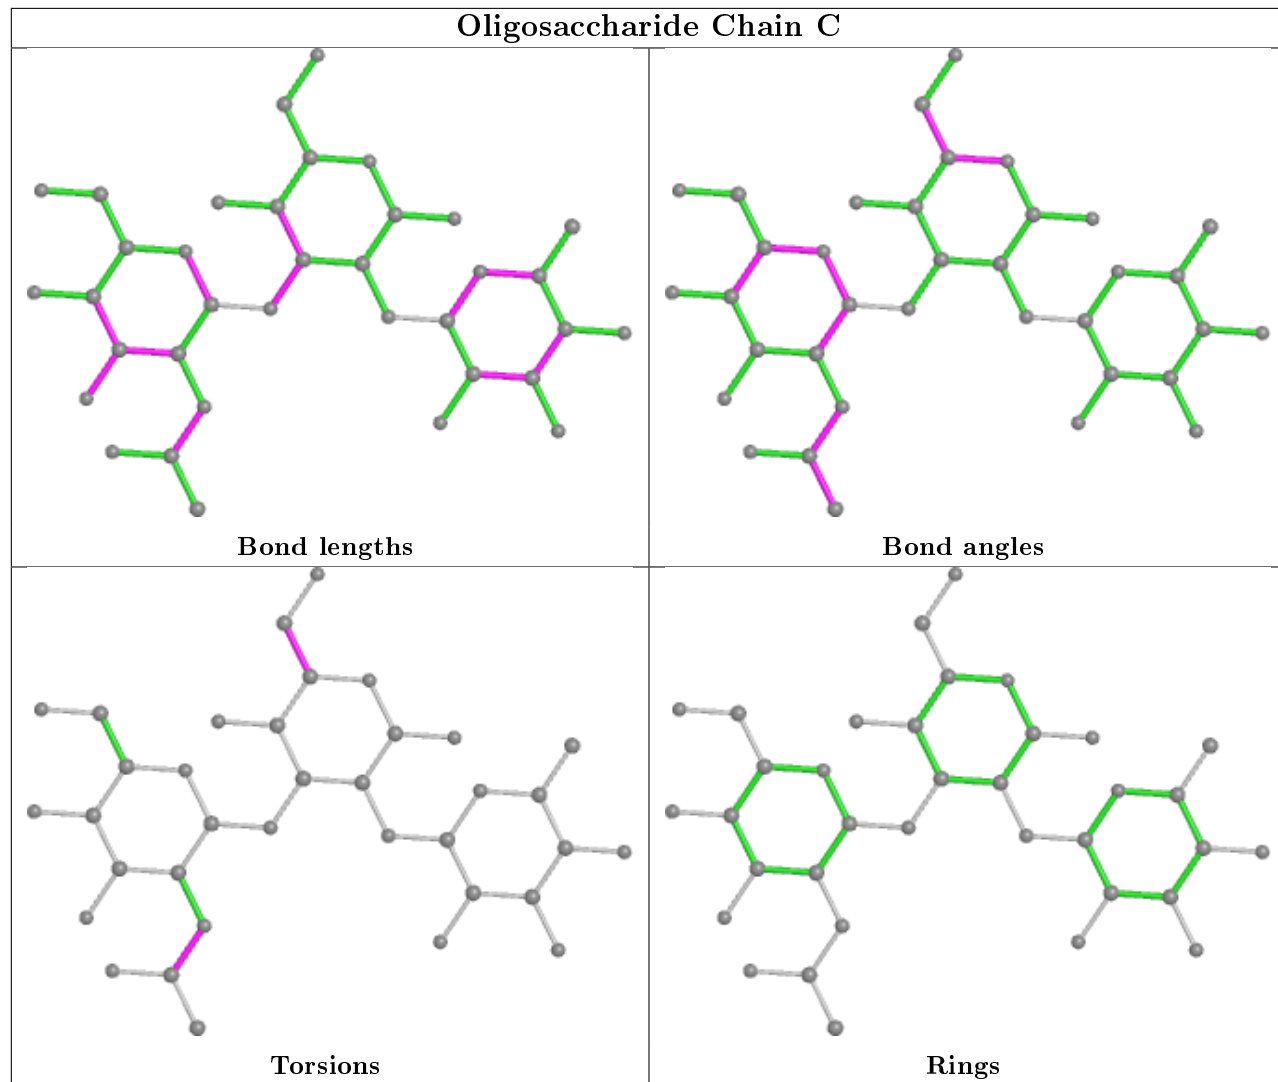 Oligosaccharide Chain C
Bond lengths
Bond angles
Torsions
Rings